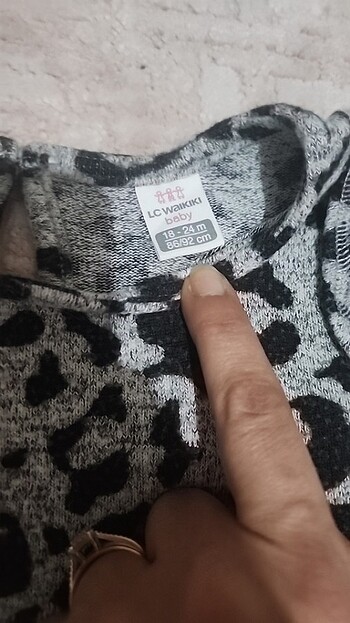 LC WAIKIKI
baby
18 - 24 m
86/92 cm